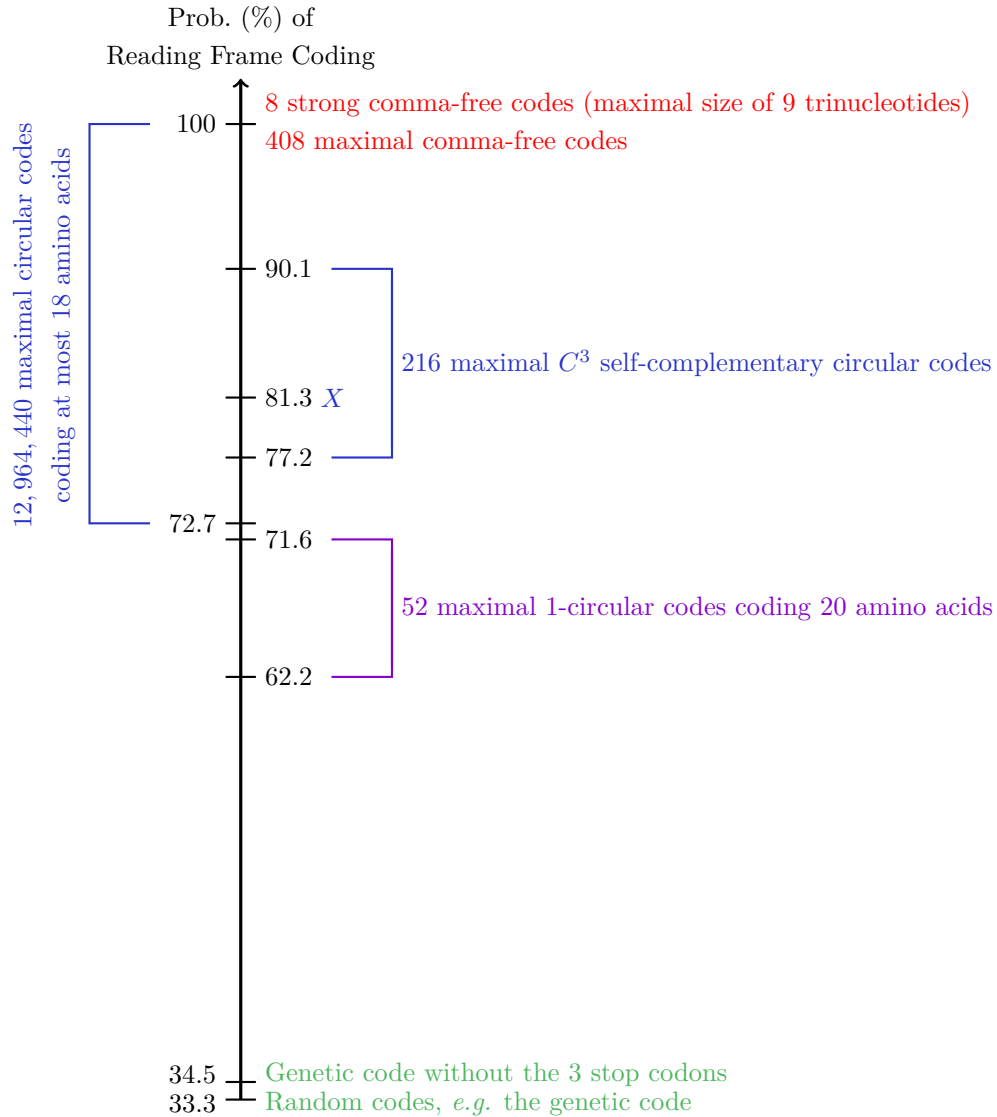 Prob. (%) of
Reading Frame Coding
8 strong comma-free codes (maximal size of 9 trinucleotides)
100
408 maximal comma-free codes
12,964,440 maximal circular codes
coding at most 18 amino acids
90.1
216 maximal C³ self-complementary circular codes
81.3 X
77.2
72.7
71.6
52 maximal 1-circular codes coding 20 amino acids
62.2
34.5 Genetic code without the 3 stop codons
33.3 Random codes, e.g. the genetic code